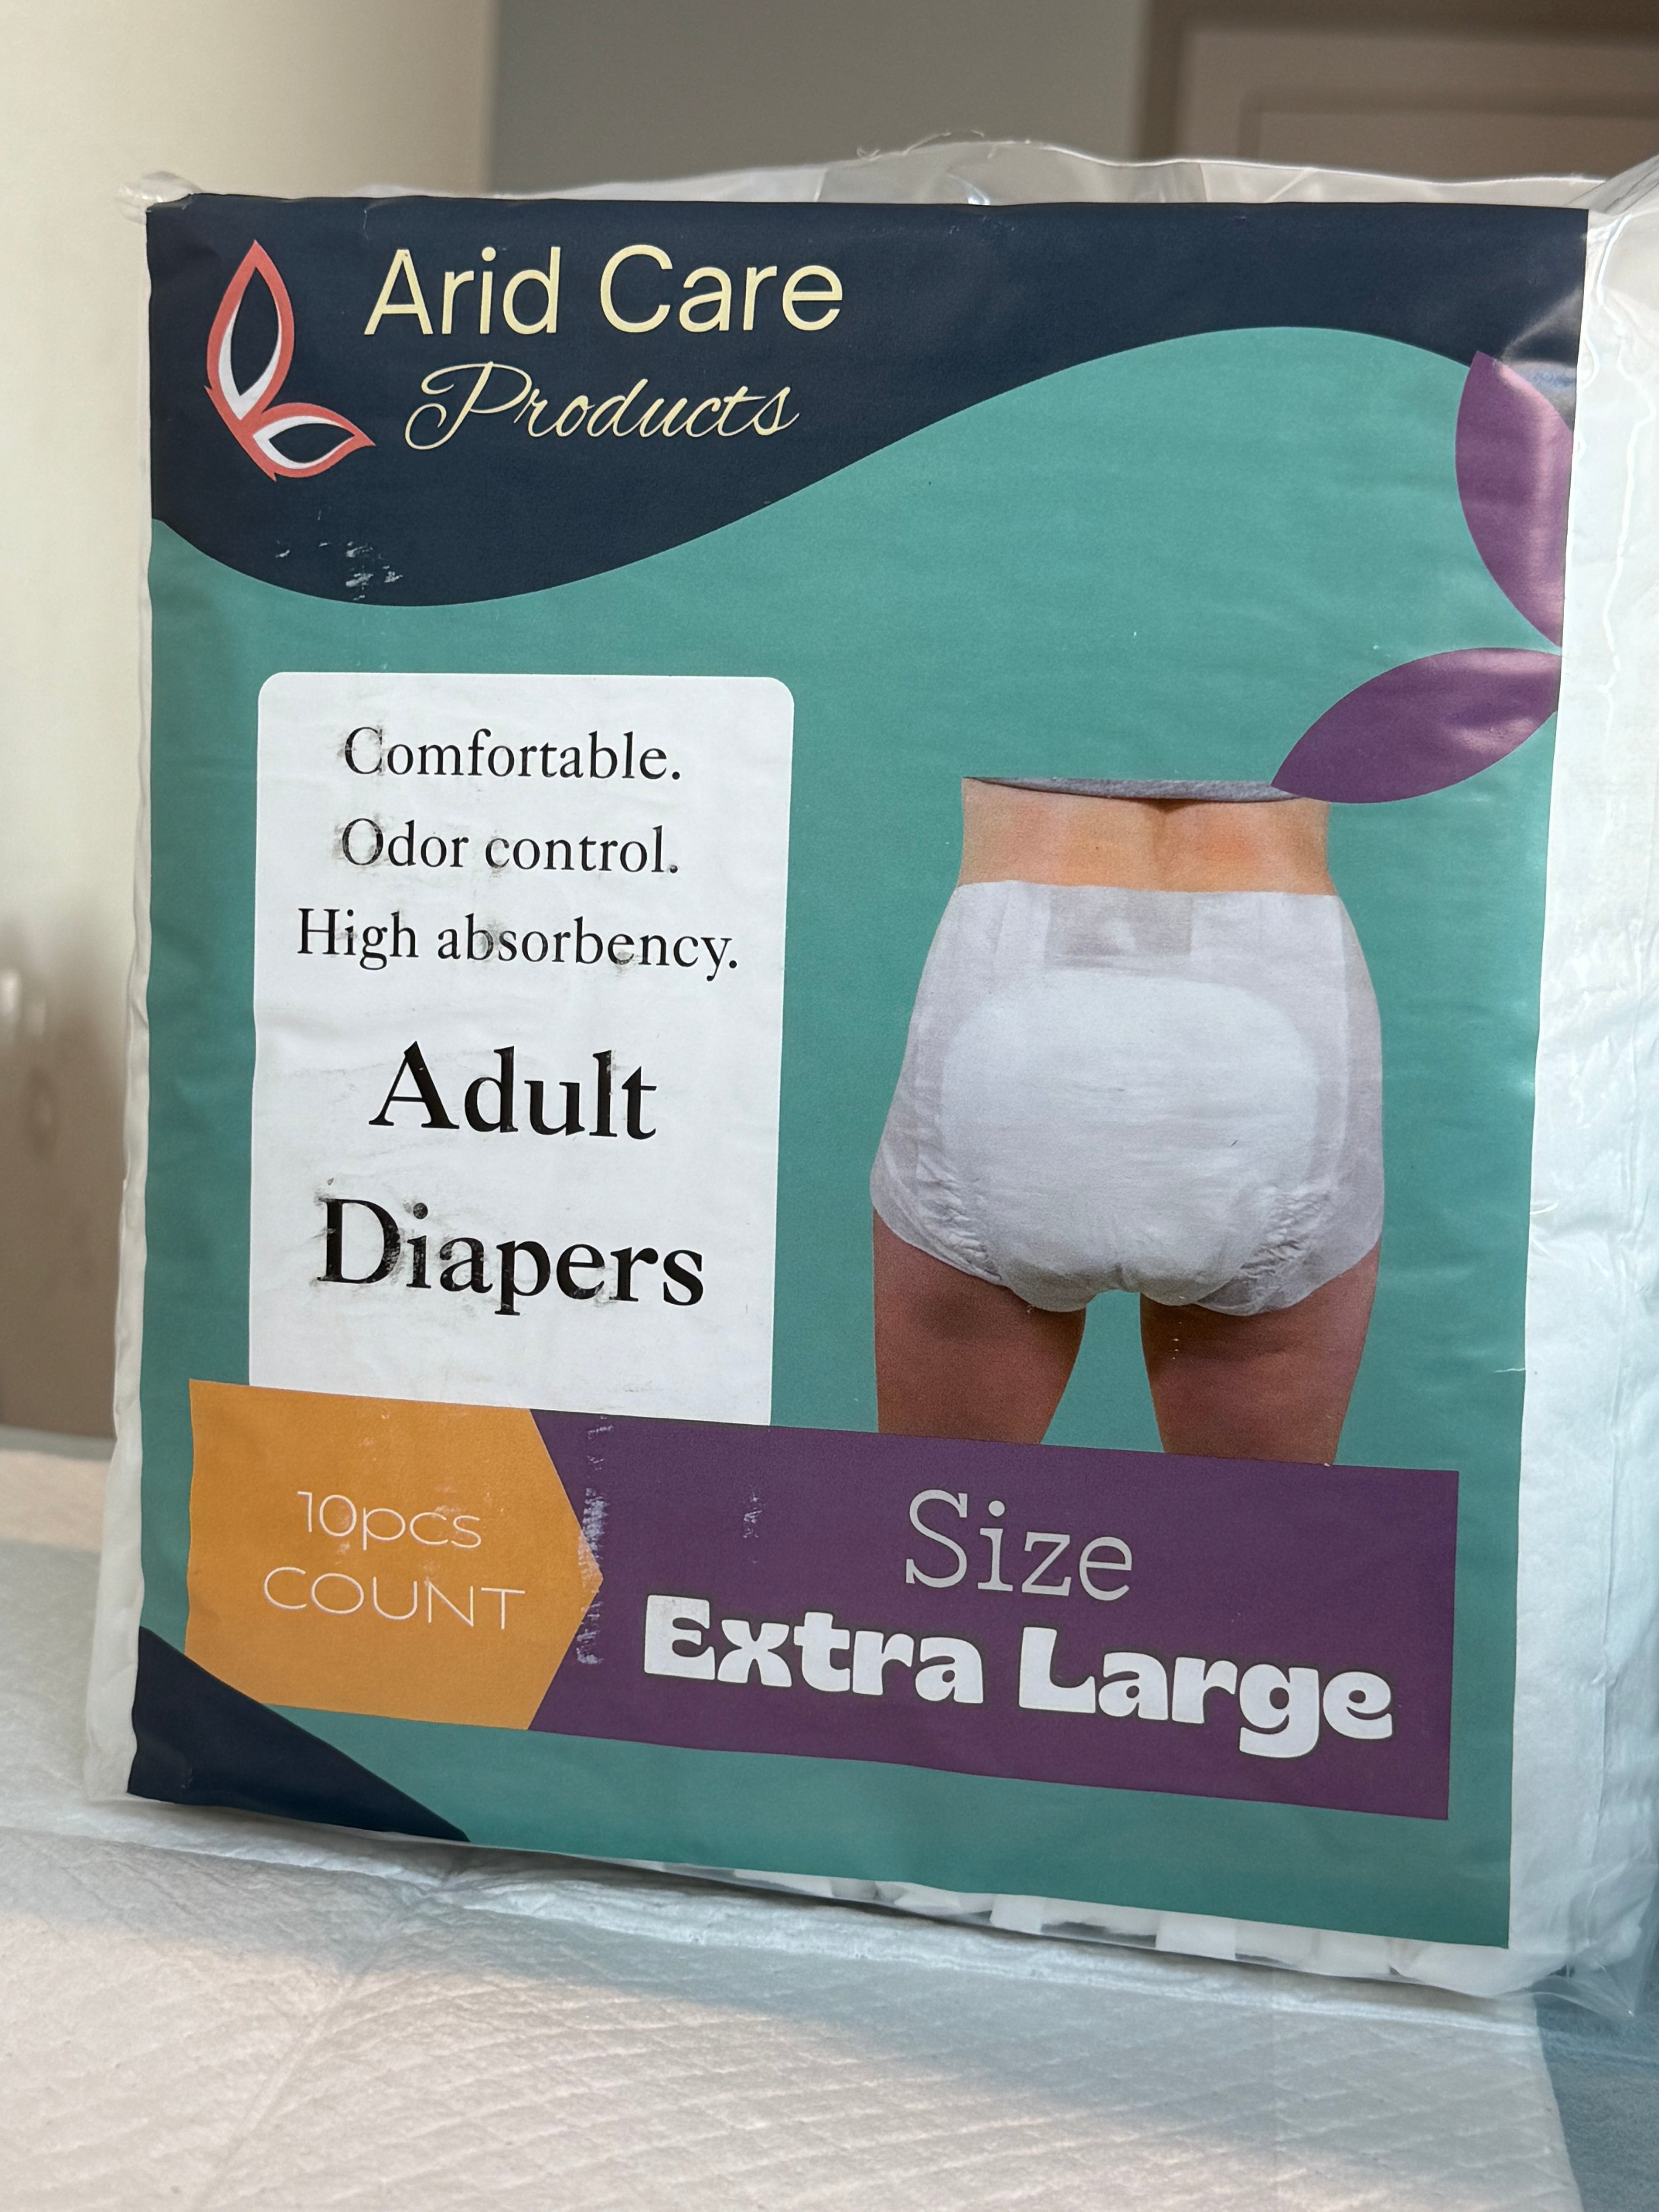 Arid Care
Products
Comfortable.
Odor control.
High absorbency.
Adult
Diapers
10pcs
COUNT
Size
Extra Large